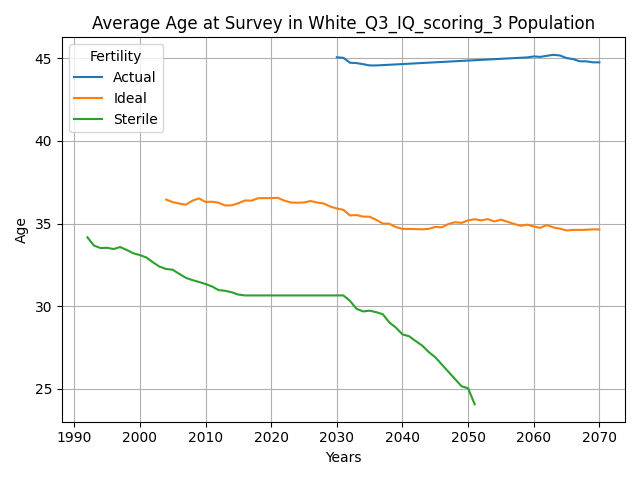 Average Age at Survey in White_Q3_IQ_scoring_3 Population
Fertility
Actual
Ideal
Sterile
Age
45
40
35
30
25
1990 2000 2010 2020 2030 2040 2050 2060 2070
Years